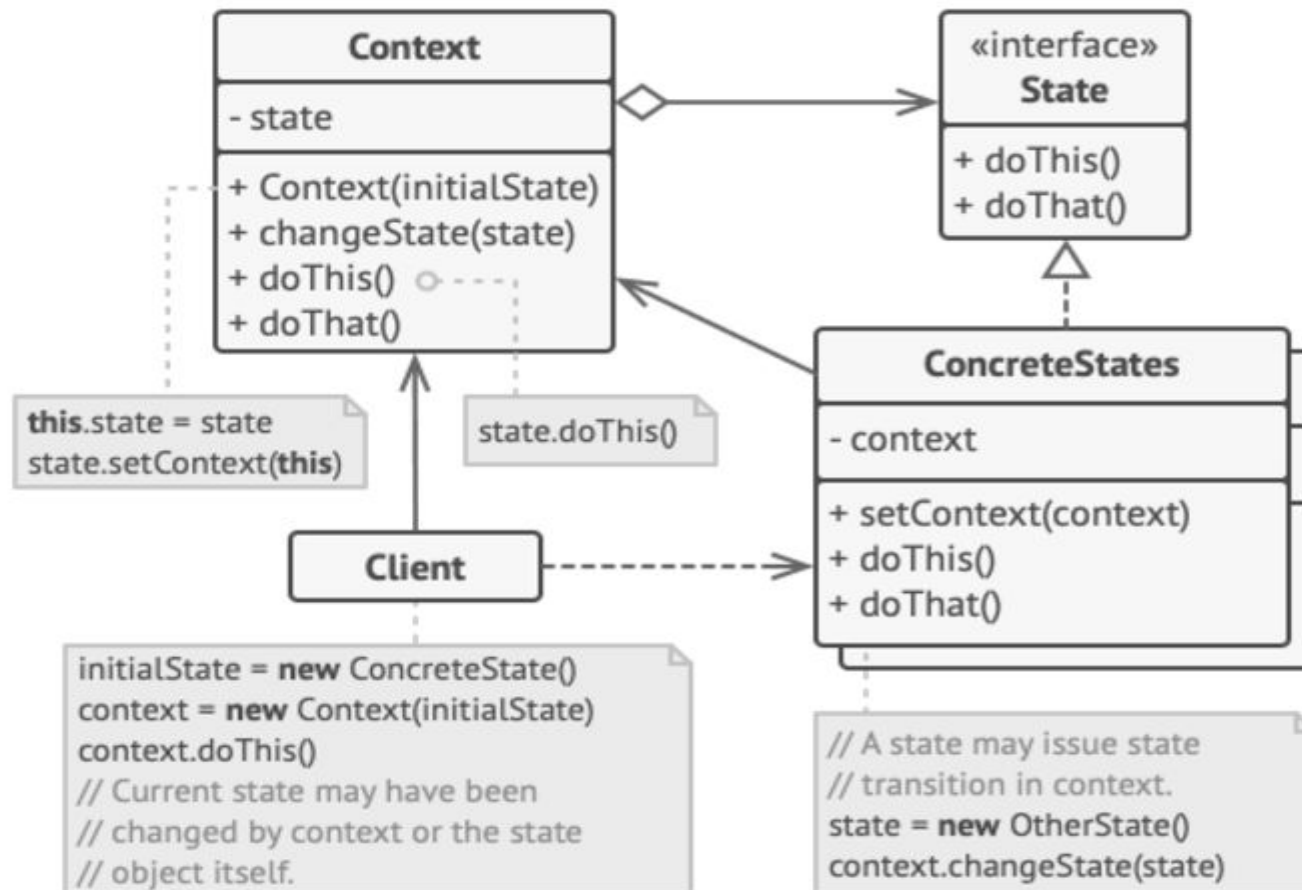 Context
- state
+ Context(initialState)
+ changeState(state)
+ doThis()
+ doThat()
«interface»
State
+ doThis()
+ doThat()
this.state = state
state.setContext(this)
state.doThis()
ConcreteStates
- context
+ setContext(context)
+ doThis()
+ doThat()
Client
initialState = new ConcreteState()
context = new Context(initialState)
context.doThis()
// Current state may have been
// changed by context or the state
// object itself.
// A state may issue state
// transition in context.
state = new OtherState()
context.changeState(state)